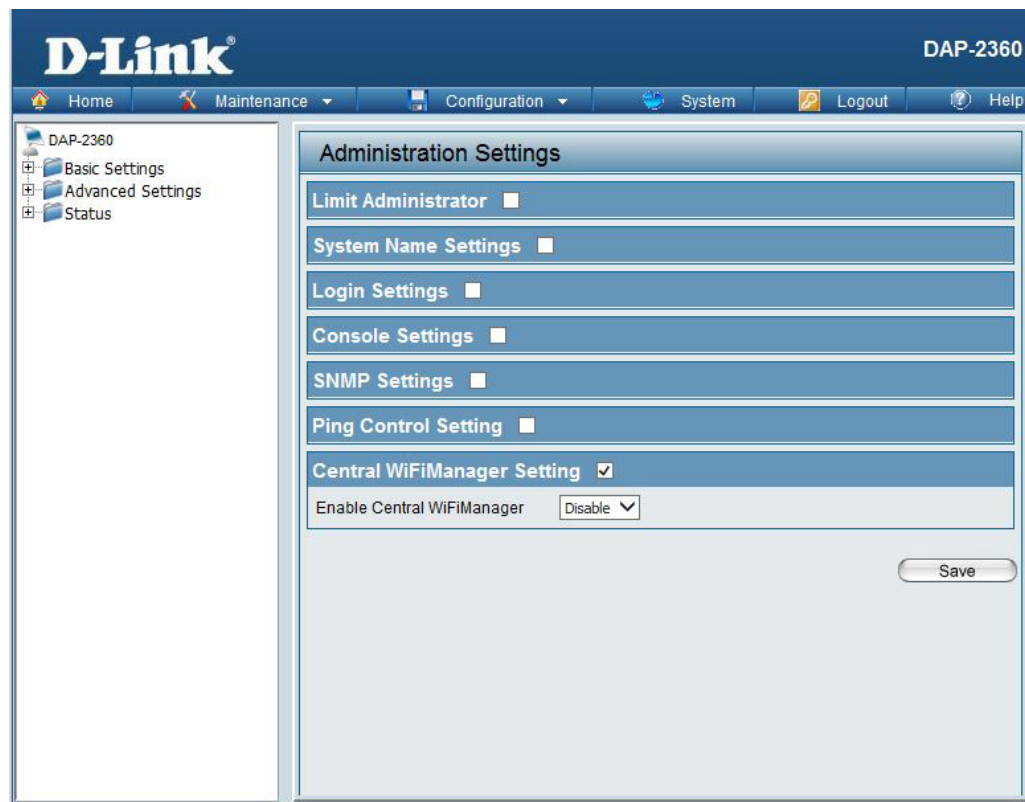 D-Link®
DAP-2360
Home Maintenance Configuration System Logout Help
DAP-2360
Basic Settings
Advanced Settings
Status
Administration Settings
Limit Administrator
System Name Settings
Login Settings
Console Settings
SNMP Settings
Ping Control Setting
Central WiFiManager Setting
Enable Central WiFiManager Disable
Save